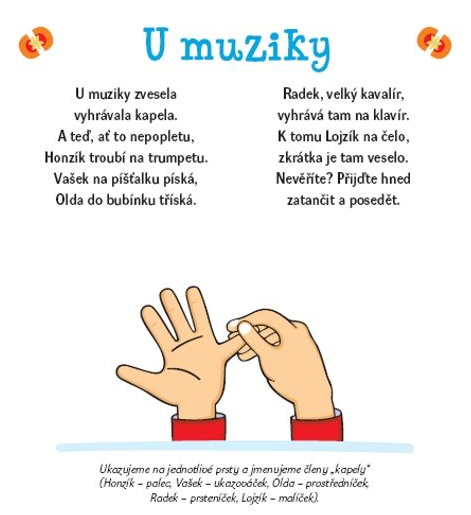 U muziky
U muziky zvesela
vyhrávala kapela.
A teď, ať to nepopletu,
Honzík troubí na trumpetu.
Vašek na píšťalku píská,
Olda do bubínku tříská.
Radek, velký kavalír,
vyhrává tam na klavír.
K tomu Lojzík na čelo,
zkrátka je tam veselo.
Nevěříte? Přijďte hned
zatančit a posedět.
Ukazujeme na jednotlivé prsty a jmenujeme členy „kapely“
(Honzík – palec, Vašek – ukazováček, Olda – prostředníček,
Radek – prsteníček, Lojzík – malíček).